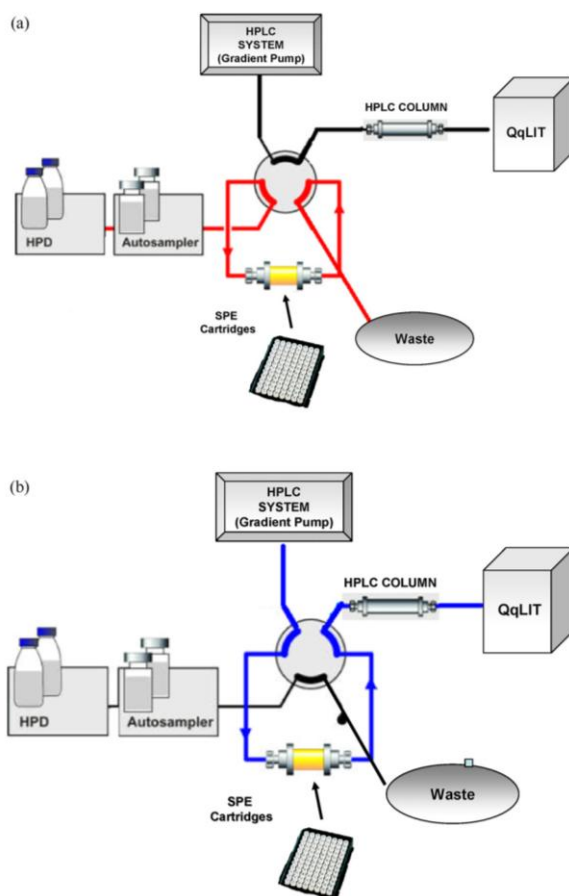 (a)
HPLC
SYSTEM
(Gradient Pump)
HPLC COLUMN
QqLIT
HPD
Autosampler
SPE
Cartridges
Waste
(b)
HPLC
SYSTEM
(Gradient Pump)
HPLC COLUMN
QqLIT
HPD
Autosampler
SPE
Cartridges
Waste